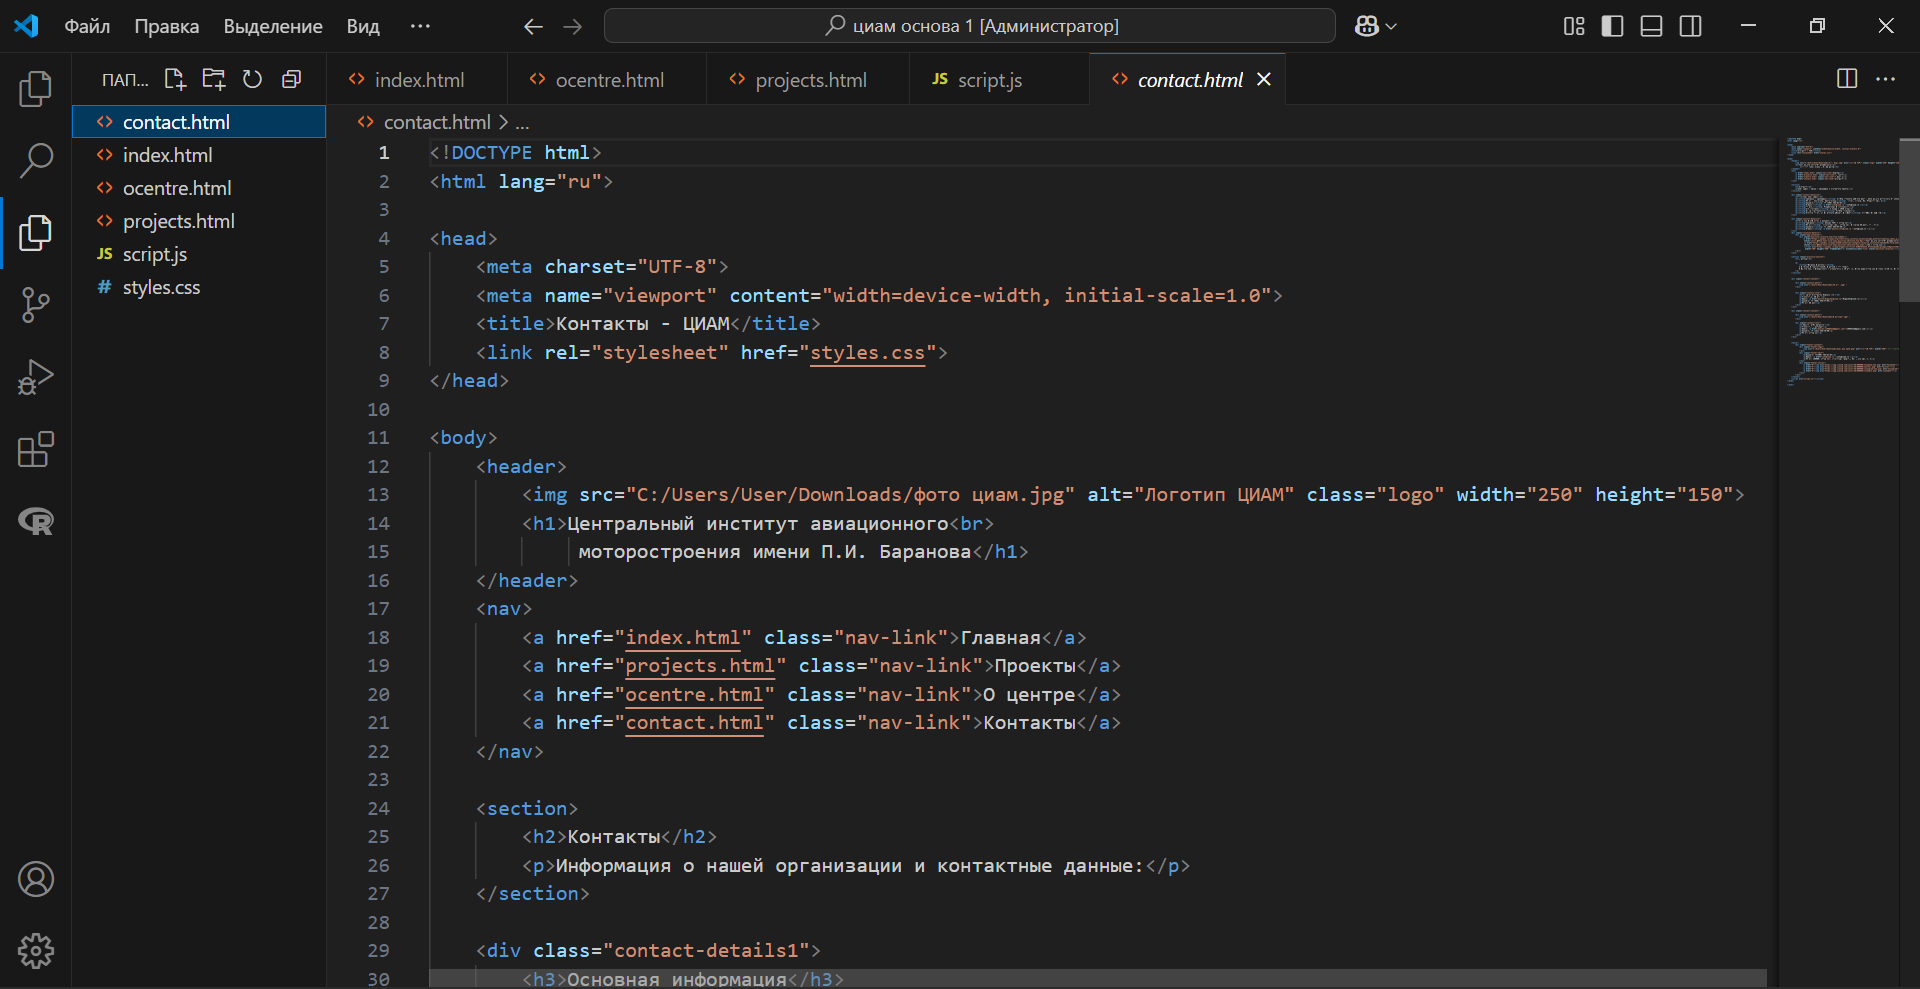 Файл Правка Выделение Вид ··· циам основа 1 [Администратор]
ПАП...
contact.html
index.html
ocentre.html
projects.html
JS script.js
# styles.css
index.html ocentre.html projects.html JS script.js contact.html
contact.html > ...
1 <!DOCTYPE html>
2 <html lang="ru">
3
4 <head>
5 <meta charset="UTF-8">
6 <meta name="viewport" content="width=device-width, initial-scale=1.0">
7 <title>Контакты - ЦИАМ</title>
8 <link rel="stylesheet" href="styles.css">
9 </head>
10
11 <body>
12 <header>
13 <img src="C:/Users/User/Downloads/фото циам.jpg" alt="Логотип ЦИАМ" class="logo" width="250" height="150">
14 <h1>Центральный институт авиационного<br>
15 моторостроения имени П.И. Баранова</h1>
16 </header>
17 <nav>
18 <a href="index.html" class="nav-link">Главная</a>
19 <a href="projects.html" class="nav-link">Проекты</a>
20 <a href="ocentre.html" class="nav-link">О центре</a>
21 <a href="contact.html" class="nav-link">Контакты</a>
22 </nav>
23
24 <section>
25 <h2>Контакты</h2>
26 <p>Информация о нашей организации и контактные данные:</p>
27 </section>
28
29 <div class="contact-details1">
30 <h3>Основная информация</h3>